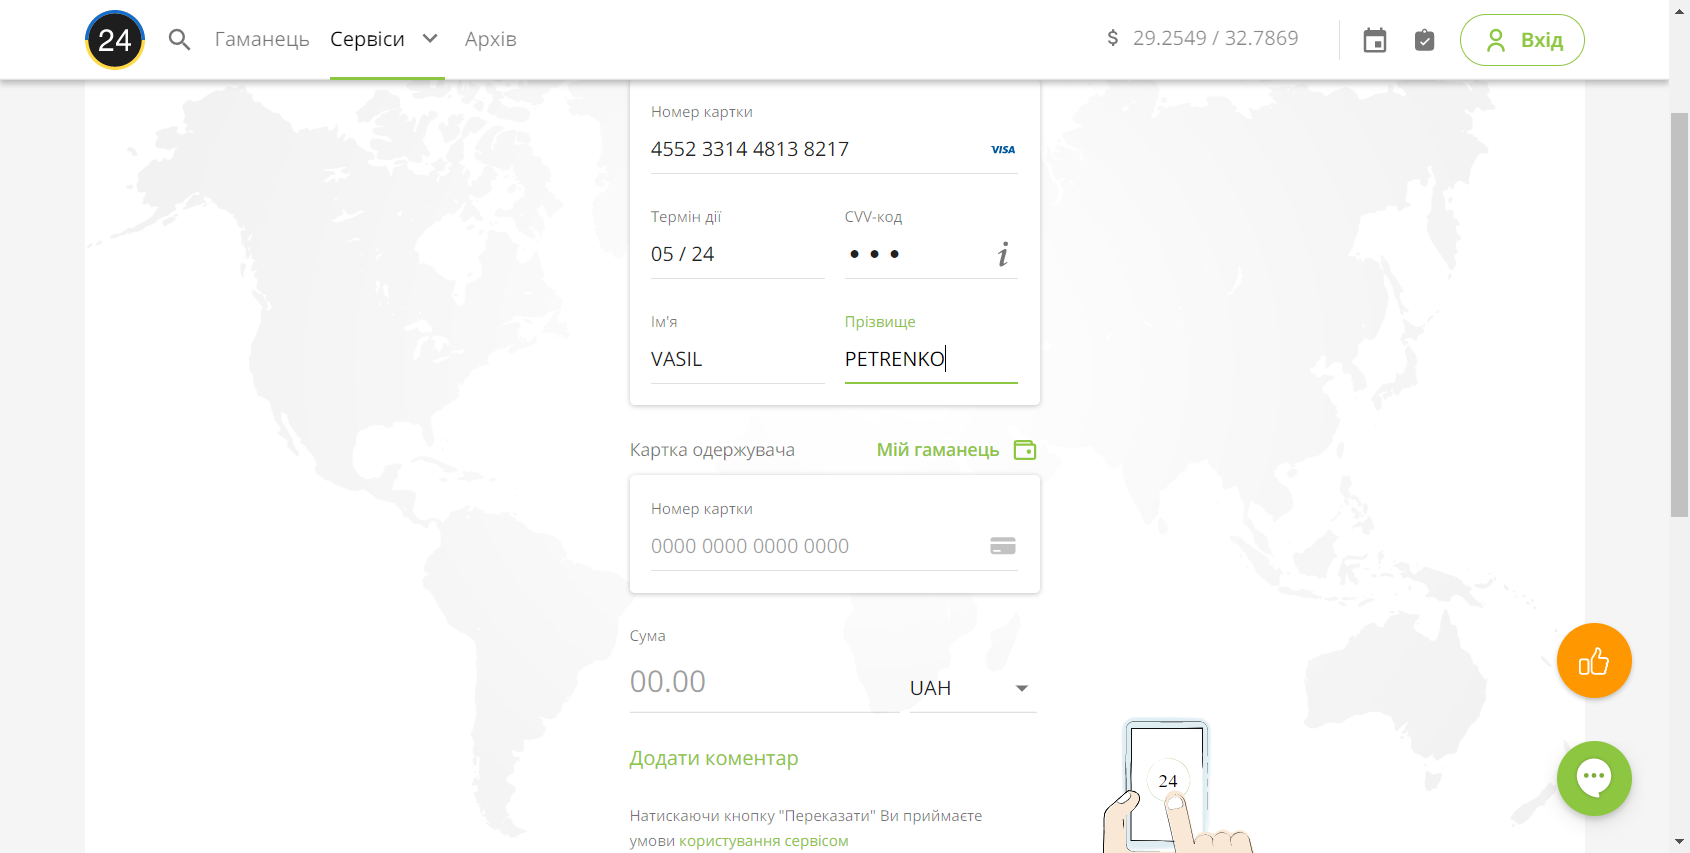 24 Гаманець Сервіси Архів $ 29.2549 / 32.7869 Вхід
Номер картки
4552 3314 4813 8217 VISA
Термін дії CVV-код
05 / 24 • • • i
Ім'я Прізвище
VASIL PETRENKO
Картка одержувача Мій гаманець
Номер картки
0000 0000 0000 0000
Сума
00.00 UAH
Додати коментар
24
Натискаючи кнопку "Переказати" Ви приймаєте
умови користування сервісом